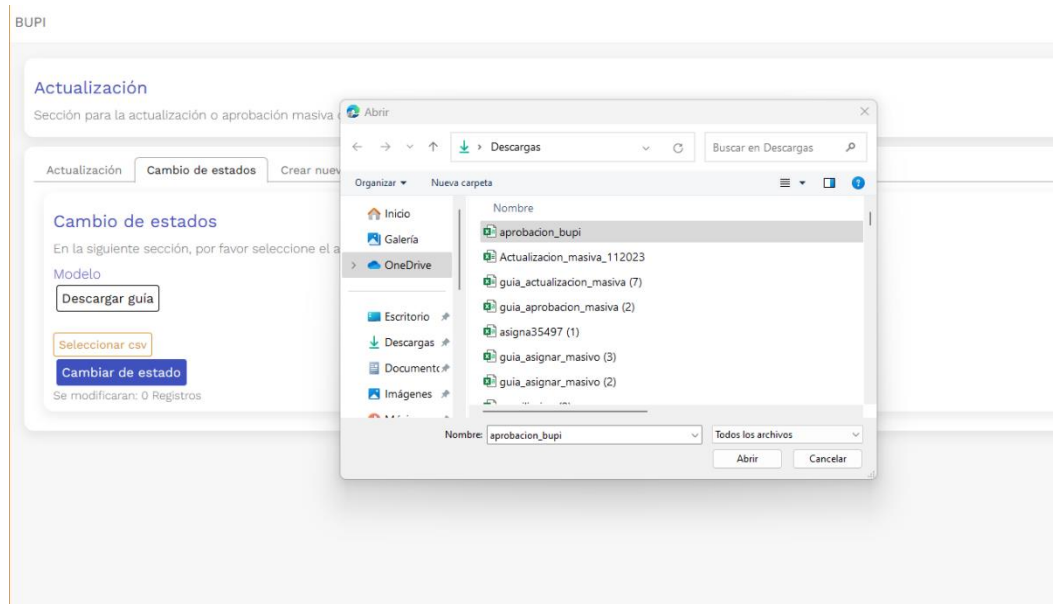 BUPI
Actualización
Sección para la actualización o aprobación masiva
Actualización
Cambio de estados
Crear nuev
Cambio de estados
En la siguiente sección, por favor seleccione el a
Modelo
Descargar guía
Seleccionar csv
Cambiar de estado
Se modificaran: 0 Registros
Abrir
Descargas
Buscar en Descargas
Organizar
Nueva carpeta
Inicio
Galería
OneDrive
Escritorio
Descargas
Documentc
Imágenes
Nombre
aprobacion_bupi
Actualizacion_masiva_112023
guia_actualizacion_masiva (7)
guia_aprobacion_masiva (2)
asigna35497 (1)
guia_asignar_masivo (3)
guia_asignar_masivo (2)
Nombre: aprobacion_bupi
Todos los archivos
Abrir
Cancelar